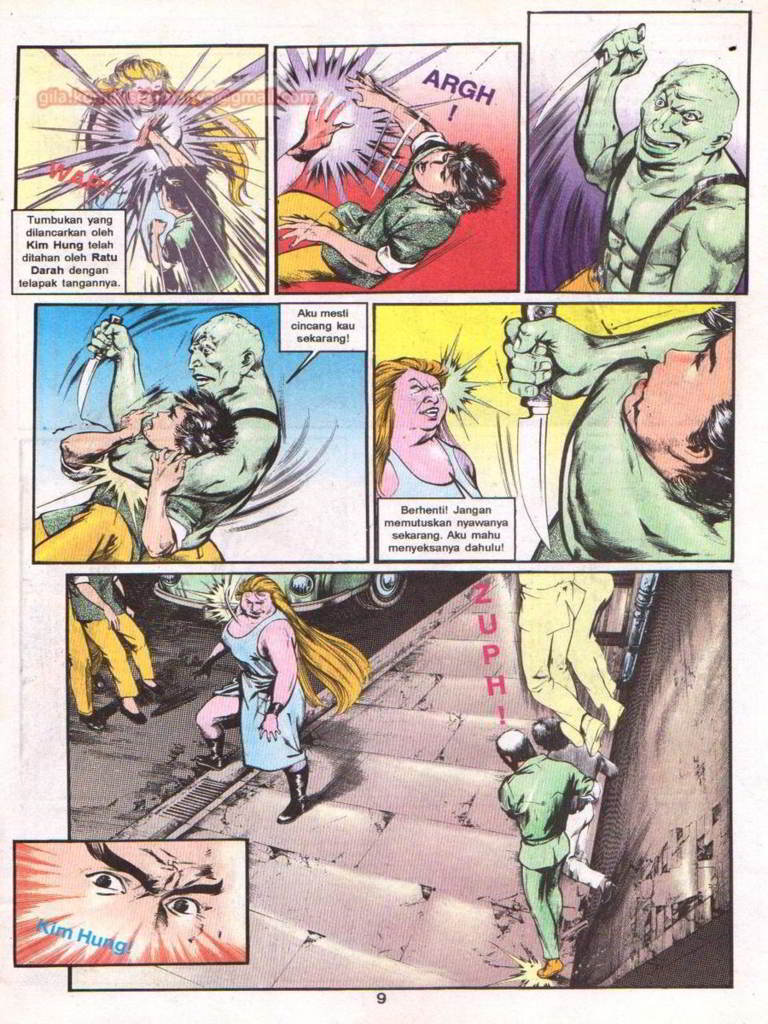 WAP!
Tumbukan yang
dilancarkan oleh
Kim Hung telah
ditahan oleh Ratu
Darah dengan
telapak tangannya.
ARGH
!
Aku mesti
cincang kau
sekarang!
Berhenti! Jangan
memutuskan nyawanya
sekarang. Aku mahu
menyeksanya dahulu!
ZUPH!
Kim Hung!
9